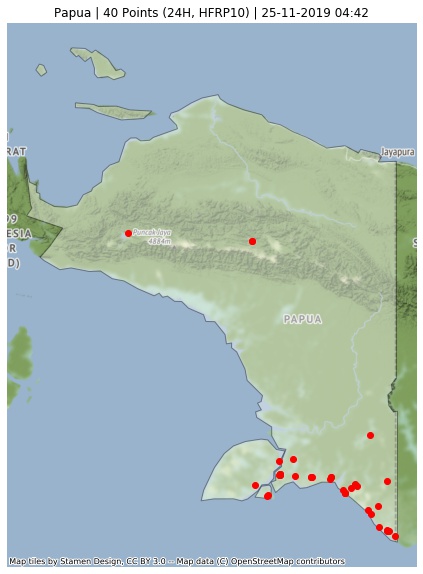 Papua | 40 Points (24H, HFRP10) | 25-11-2019 04:42
RAT
Jayapura
99
ESIA
R
D)
Puncak Jaya
4884m
S
PAPUA
Map tiles by Stamen Design, CC BY 3.0 -- Map data (C) OpenStreetMap contributors